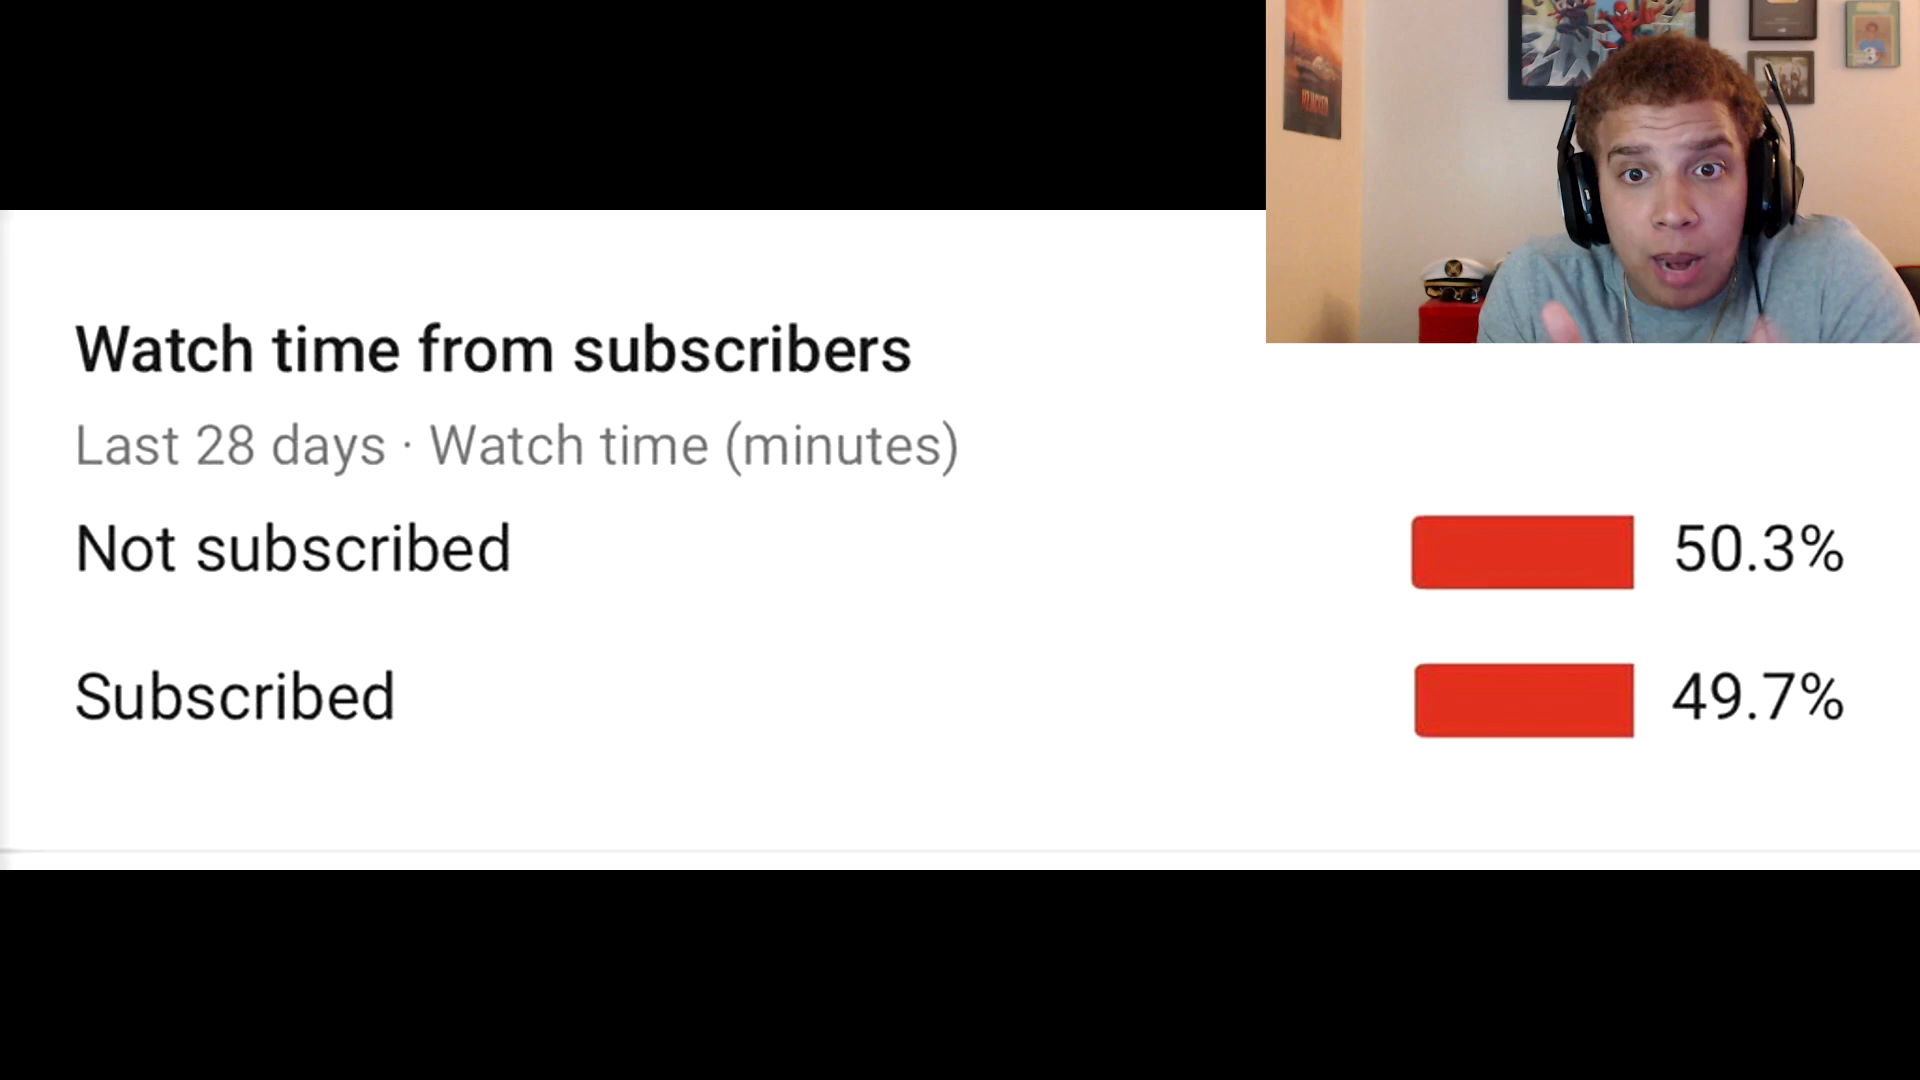 Watch time from subscribers
Last 28 days · Watch time (minutes)
Not subscribed 50.3%
Subscribed 49.7%